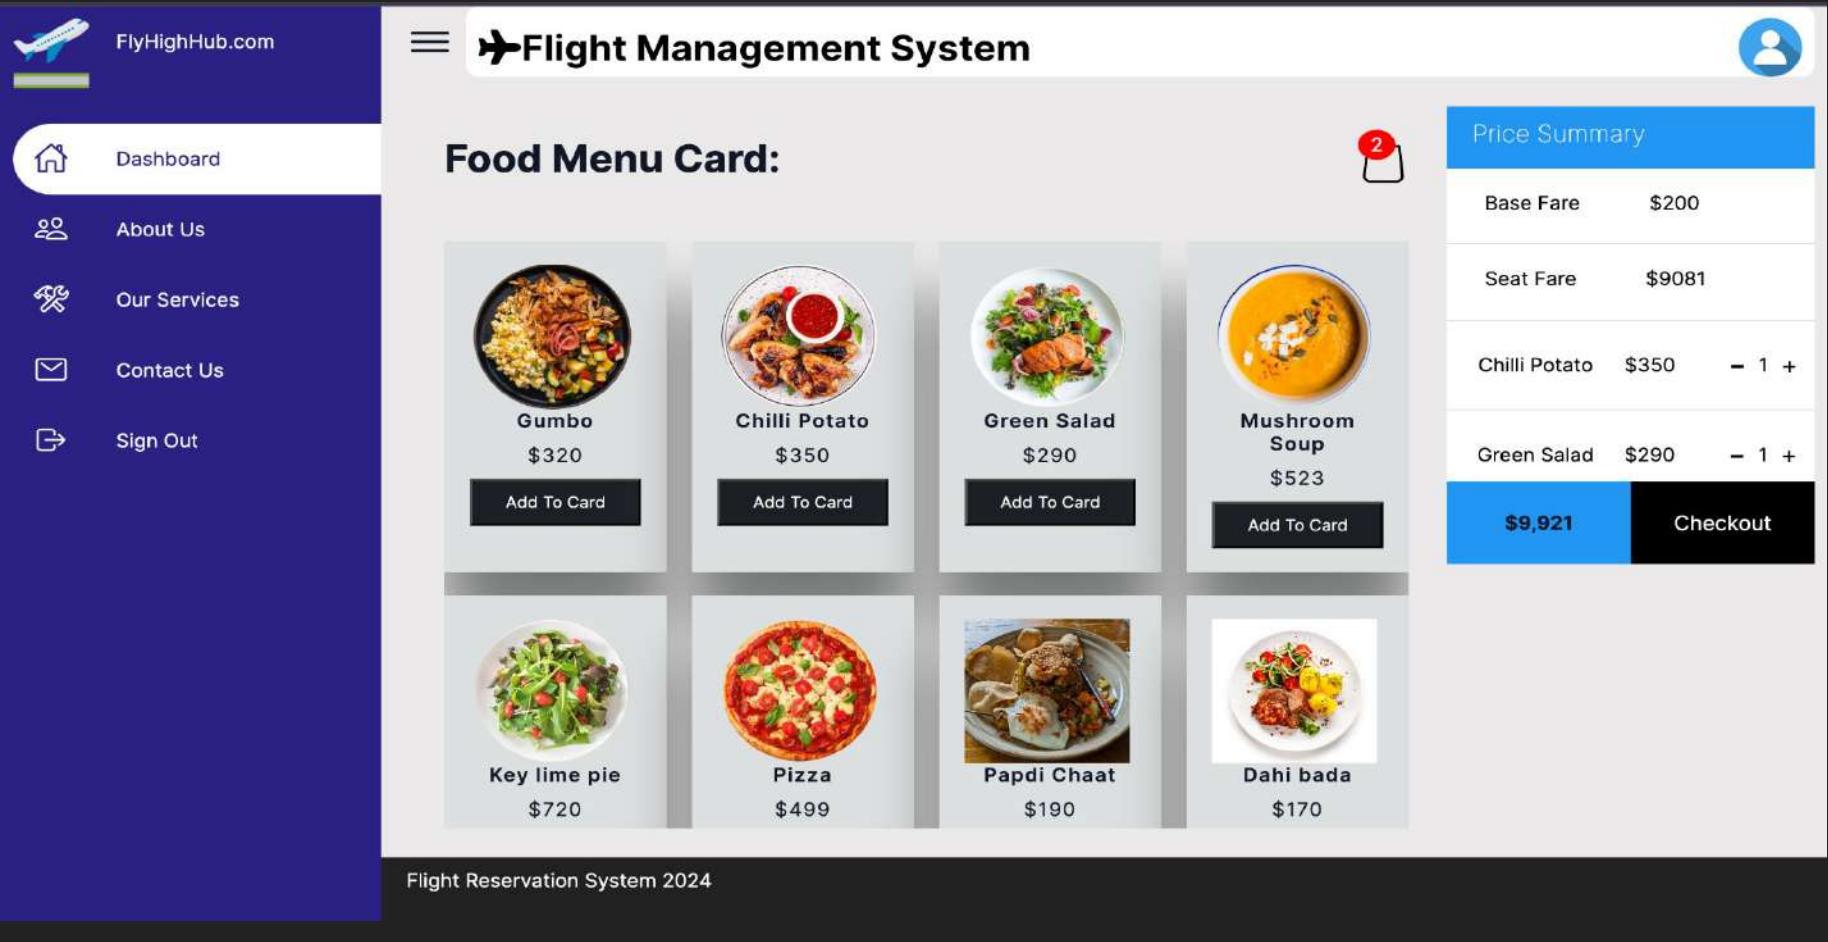 FlyHighHub.com
Dashboard
About Us
Our Services
Contact Us
Sign Out
Flight Management System
Food Menu Card:
2
Gumbo
$320
Add To Card
Chilli Potato
$350
Add To Card
Green Salad
$290
Add To Card
Mushroom
Soup
$523
Add To Card
Key lime pie
$720
Pizza
$499
Papdi Chaat
$190
Dahi bada
$170
Price Summary
Base Fare $200
Seat Fare $9081
Chilli Potato $350 - 1 +
Green Salad $290 - 1 +
$9,921 Checkout
Flight Reservation System 2024